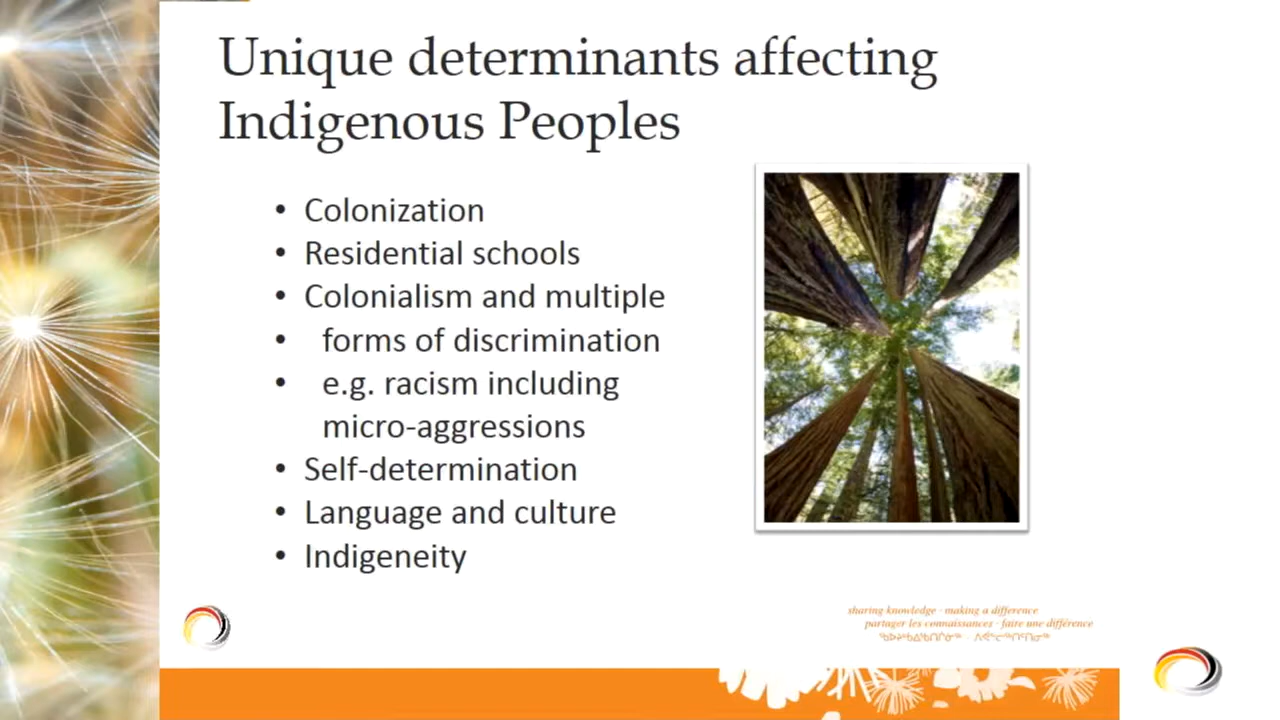 Unique determinants affecting
Indigenous Peoples
• Colonization
• Residential schools
• Colonialism and multiple
• forms of discrimination
• e.g. racism including
micro-aggressions
• Self-determination
• Language and culture
• Indigeneity
sharing knowledge · making a difference
partager les connaissances · faire une différence